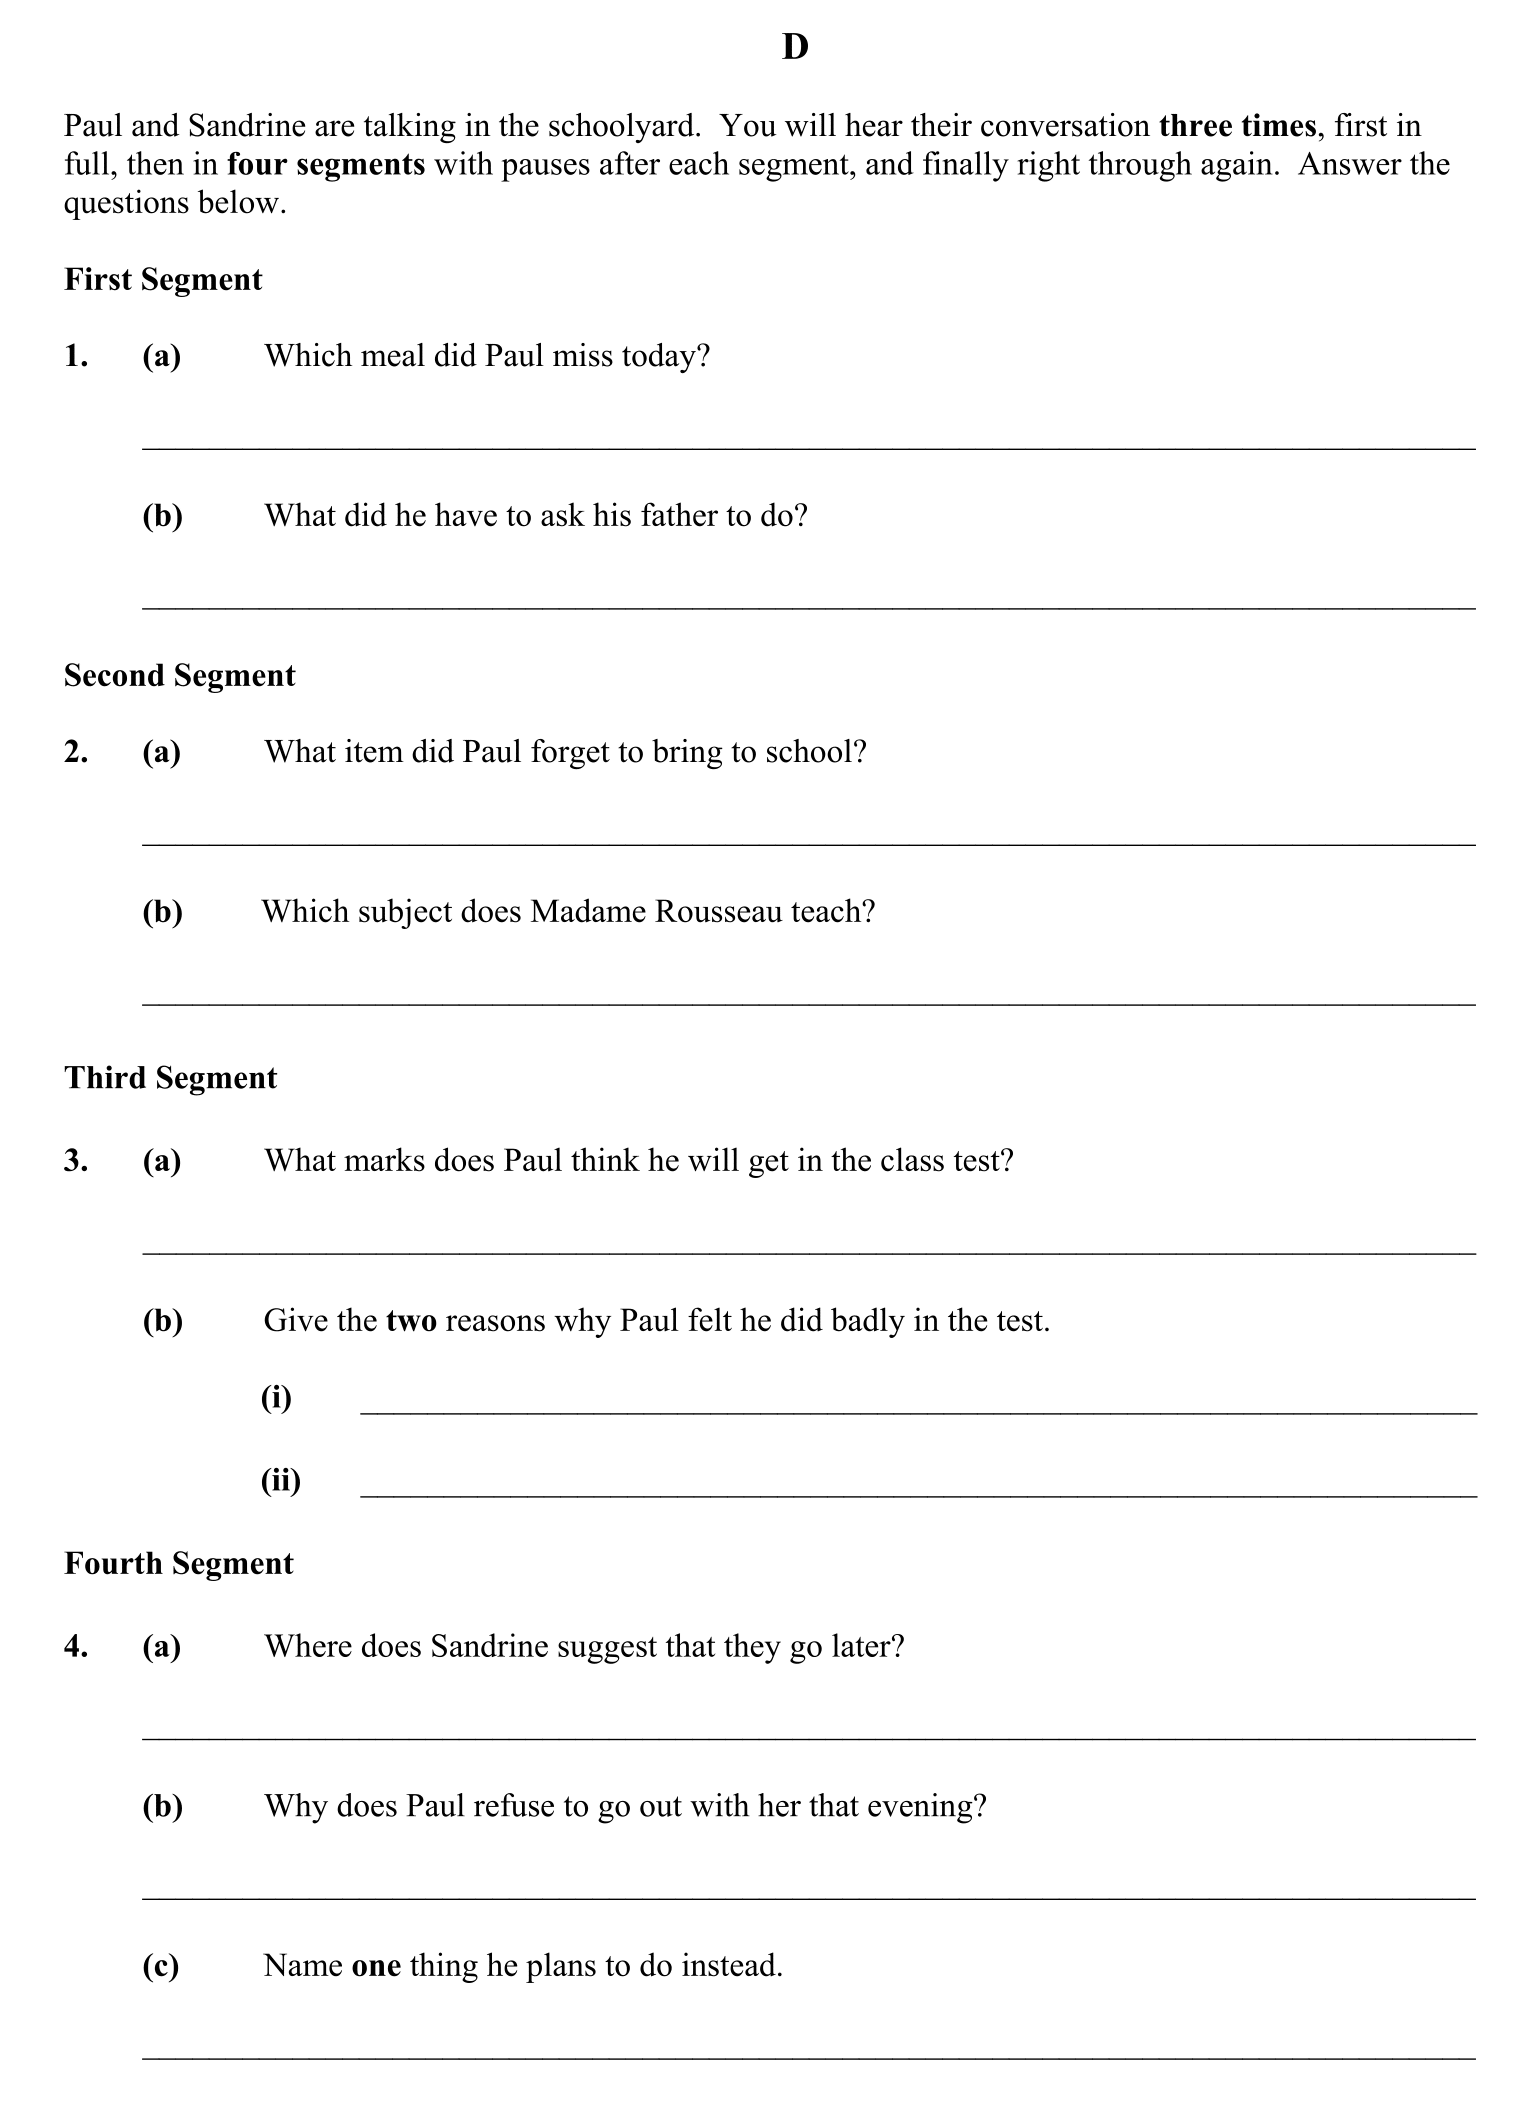 D
Paul and Sandrine are talking in the schoolyard.  You will hear their conversation three times, first in
full, then in four segments with pauses after each segment, and finally right through again.  Answer the
questions below.
First Segment
1. (a) Which meal did Paul miss today?
(b) What did he have to ask his father to do?
Second Segment
2. (a) What item did Paul forget to bring to school?
(b) Which subject does Madame Rousseau teach?
Third Segment
3. (a) What marks does Paul think he will get in the class test?
(b) Give the two reasons why Paul felt he did badly in the test.
(i)
(ii)
Fourth Segment
4. (a) Where does Sandrine suggest that they go later?
(b) Why does Paul refuse to go out with her that evening?
(c) Name one thing he plans to do instead.